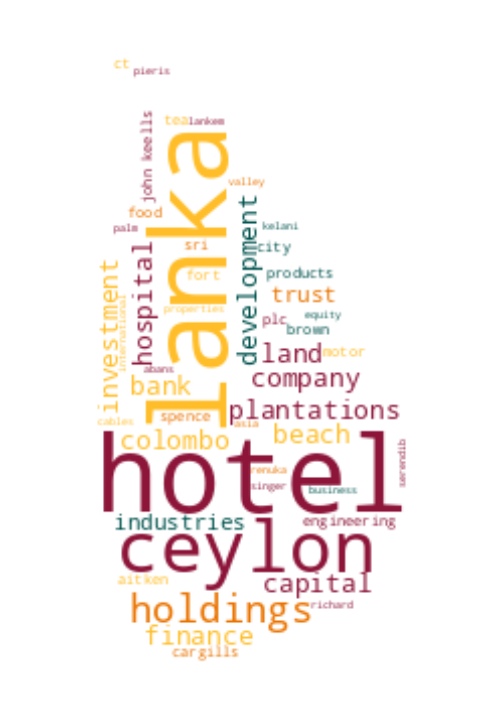 ct
pieris
john keells
tea
lankem
lanka
valley
food
palm
development
kelani
sri
city
hospital
fort
products
investment
international
trust
properties
plc
equity
brown
land
motor
abans
company
bank
plantations
spence
cables
asia
beach
colombo
hotel
serendib
renuka
singer
business
industries
engineering
ceylon
aitken
capital
holdings
richard
finance
cargills